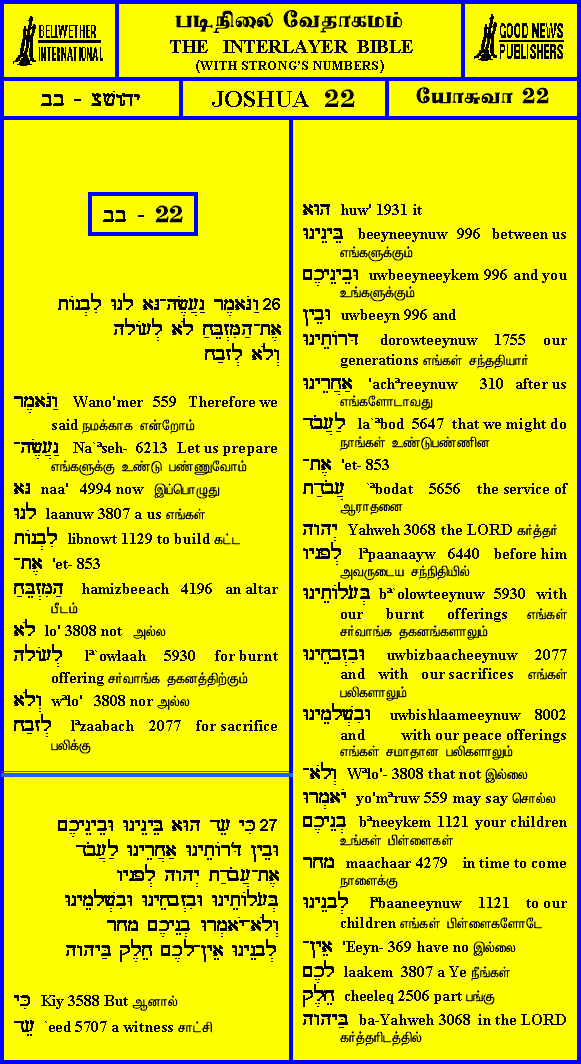 BELLWETHER
INTERNATIONAL
படிநிலை வேதாகமம்
THE INTERLAYER BIBLE
(WITH STRONG'S NUMBERS)
GOOD NEWS
PUBLISHERS
יהושע - כב
JOSHUA 22
யோசுவா 22
כב - 22
26 וַנֹּאמֶר נַעֲשֶׂה־נָּא לָנוּ לִבְנוֹת
אֶת־הַמִּזְבֵּחַ לֹא לְעוֹלָה
וְלֹא לְזָבַח
וַנֹּאמֶר Wano'mer 559 Therefore we
said நமக்காக என்றோம்
נַעֲשֶׂה־ Na`ªseh- 6213 Let us prepare
எங்களுக்கு உண்டு பண்ணுவோம்
נָּא naa' 4994 now இப்பொழுது
לָנוּ laanuw 3807 a us எங்கள்
לִבְנוֹת libnowt 1129 to build கட்ட
אֶת־ 'et- 853
הַמִּזְבֵּחַ hamizbeeach 4196 an altar
பீடம்
לֹא lo' 3808 not அல்ல
לְעוֹלָה lª`owlaah 5930 for burnt
offering சர்வாங்க தகனத்திற்கும்
וְלֹא wªlo' 3808 nor அல்ல
לְזָבַח lªzaabach 2077 for sacrifice
பலிக்கு
27 כִּי עֵד הוּא בֵּינֵינוּ וּבֵינֵיכֶם
וּבֵין דֹּרוֹתֵינוּ אַחֲרֵינוּ לַעֲבֹד
אֶת־עֲבֹדַת יְהוָה לְפָנָיו
בְּעֹלוֹתֵינוּ וּבִזְבָחֵינוּ וּבִשְׁלָמֵינוּ
וְלֹא־יֹאמְרוּ בְנֵיכֶם מָחָר
לְבָנֵינוּ אֵין־לָכֶם חֵלֶק בַּיהוָה
כִּי Kiy 3588 But ஆனால்
עֵד `eed 5707 a witness சாட்சி
הוּא huw' 1931 it
בֵּינֵינוּ beeyneeynuw 996 between us
எங்களுக்கும்
וּבֵינֵיכֶם uwbeeyneeykem 996 and you
உங்களுக்கும்
וּבֵין uwbeeyn 996 and
דֹּרוֹתֵינוּ dorowteeynuw 1755 our
generations எங்கள் சந்ததியார்
אַחֲרֵינוּ 'achªreeynuw 310 after us
எங்களோடாவது
לַעֲבֹד la`ªbod 5647 that we might do
நாங்கள் உண்டுபண்ணின
אֶת־ 'et- 853
עֲבֹדַת `ªbodat 5656 the service of
ஆராதனை
יְהוָה Yahweh 3068 the LORD கர்த்தர்
לְפָנָיו lªpaanaayw 6440 before him
அவருடைய சந்நிதியில்
בְּעֹלוֹתֵינוּ bª`olowteeynuw 5930 with
our burnt offerings எங்கள்
சர்வாங்க தகனங்களாலும்
וּבִזְבָחֵינוּ uwbizbaacheeynuw 2077
and with our sacrifices எங்கள்
பலிகளாலும்
וּבִשְׁלָמֵינוּ uwbishlaameeynuw 8002
and with our peace offerings
எங்கள் சமாதான பலிகளாலும்
וְלֹא־ Wªlo'- 3808 that not இல்லை
יֹאמְרוּ yo'mªruw 559 may say சொல்ல
בְנֵיכֶם bªneeykem 1121 your children
உங்கள் பிள்ளைகள்
מָחָר maachaar 4279 in time to come
நாளைக்கு
לְבָנֵינוּ lªbaaneeynuw 1121 to our
children எங்கள் பிள்ளைகளோடே
אֵין־ 'Eeyn- 369 have no இல்லை
לָכֶם laakem 3807 a Ye நீங்கள்
חֵלֶק cheeleq 2506 part பங்கு
בַּיהוָה ba-Yahweh 3068 in the LORD
கர்த்தரிடத்தில்